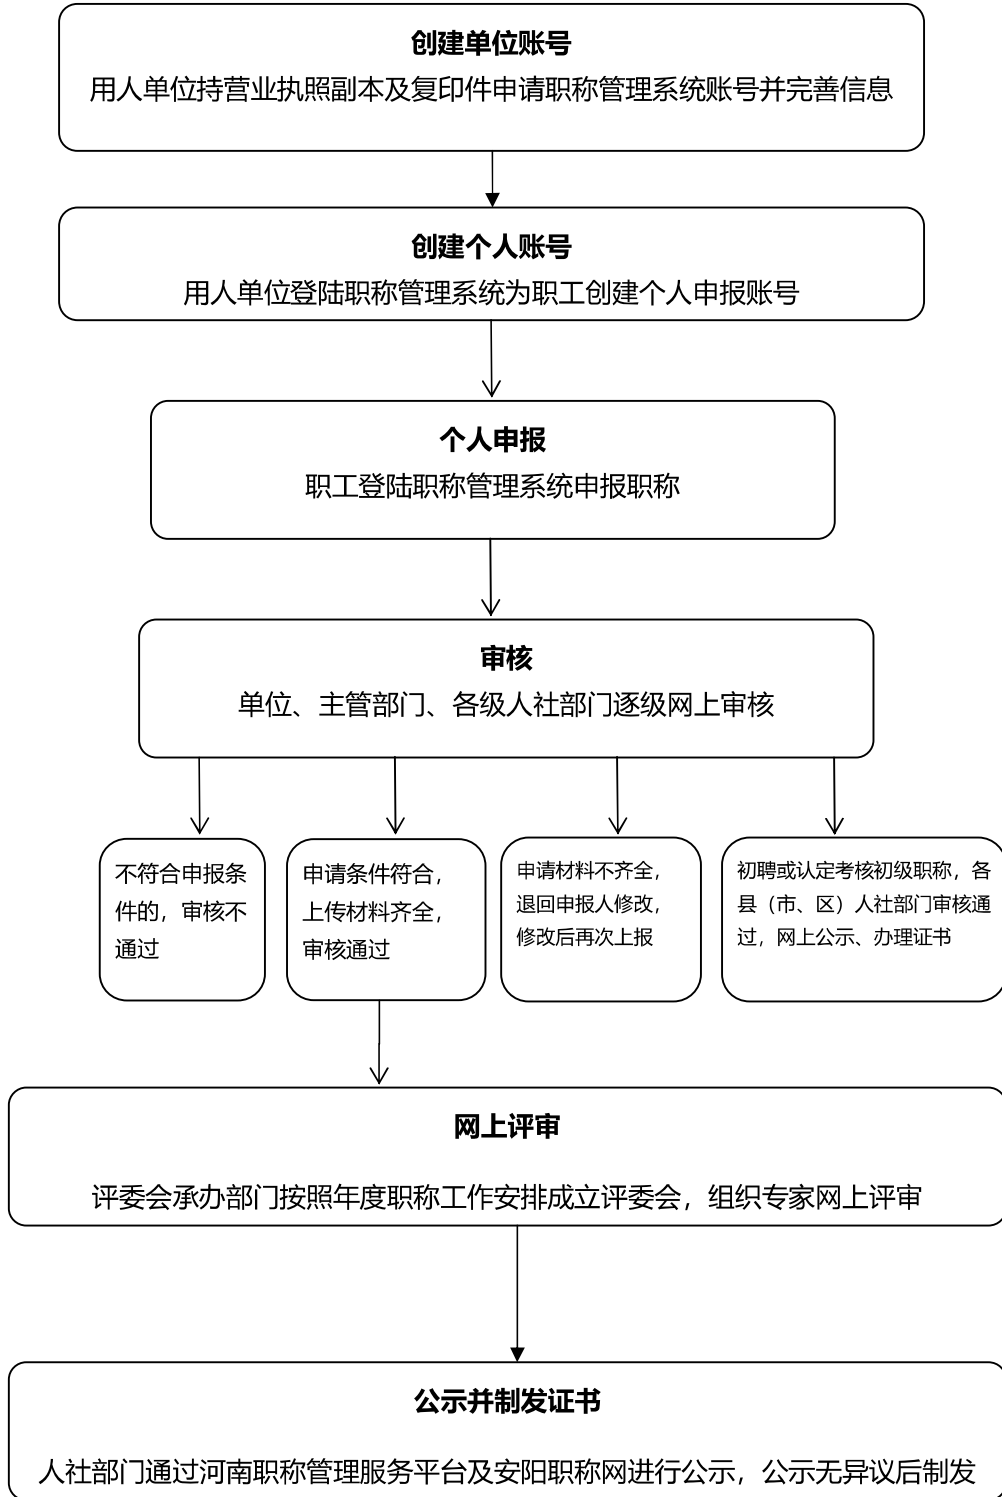 创建单位账号
用人单位持营业执照副本及复印件申请职称管理系统账号并完善信息
创建个人账号
用人单位登陆职称管理系统为职工创建个人申报账号
个人申报
职工登陆职称管理系统申报职称
审核
单位、主管部门、各级人社部门逐级网上审核
不符合申报条
件的，审核不
通过
申请条件符合，
上传材料齐全，
审核通过
申请材料不齐全，
退回申报人修改，
修改后再次上报
初聘或认定考核初级职称，各
县（市、区）人社部门审核通
过，网上公示、办理证书
网上评审
评委会承办部门按照年度职称工作安排成立评委会，组织专家网上评审
公示并制发证书
人社部门通过河南职称管理服务平台及安阳职称网进行公示，公示无异议后制发